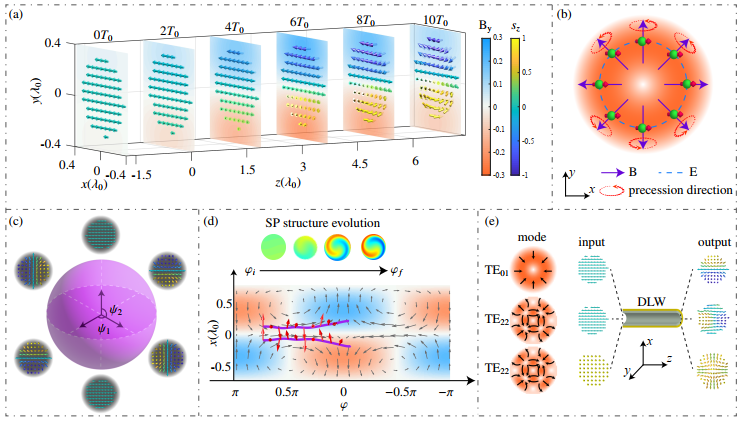 (a)
0T₀ 2T₀ 4T₀ 6T₀ 8T₀ 10T₀
B_y s_z
0.4
0
-0.4
y(λ₀)
0.4 0 -0.4
x(λ₀)
-1.5 0 1.5 3 4.5 6
z(λ₀)
0.3
0.2
0.1
0
-0.1
-0.2
-0.3
1
0.5
0
-0.5
-1
(b)
y
x
B E
precession direction
(c)
ψ₂
ψ₁
(d)
SP structure evolution
φᵢ φ_f
0.5
0
-0.5
x(λ₀)
π 0.5π 0 −0.5π −π
φ
(e)
mode input output
TE₀₁
TE₂₂
TE₂₂
DLW
x
z
y